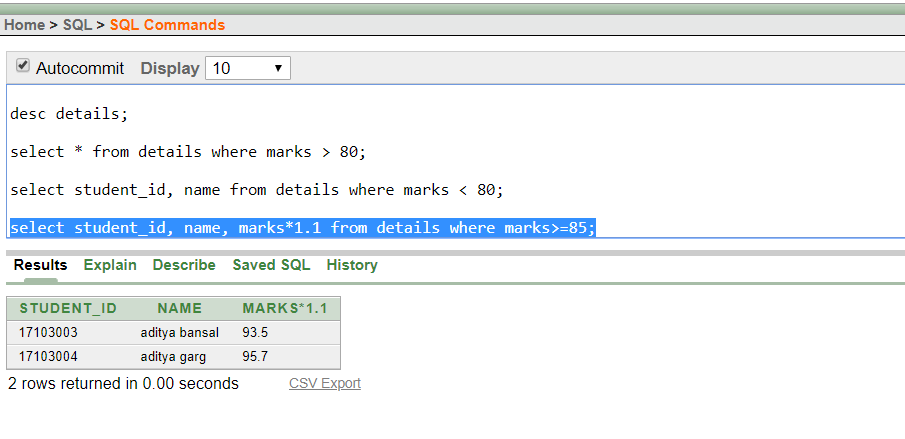 Home > SQL > SQL Commands
Autocommit Display 10
desc details;
select * from details where marks > 80;
select student_id, name from details where marks < 80;
select student_id, name, marks*1.1 from details where marks>=85;
Results Explain Describe Saved SQL History
STUDENT_ID NAME MARKS*1.1
17103003 aditya bansal 93.5
17103004 aditya garg 95.7
2 rows returned in 0.00 seconds CSV Export